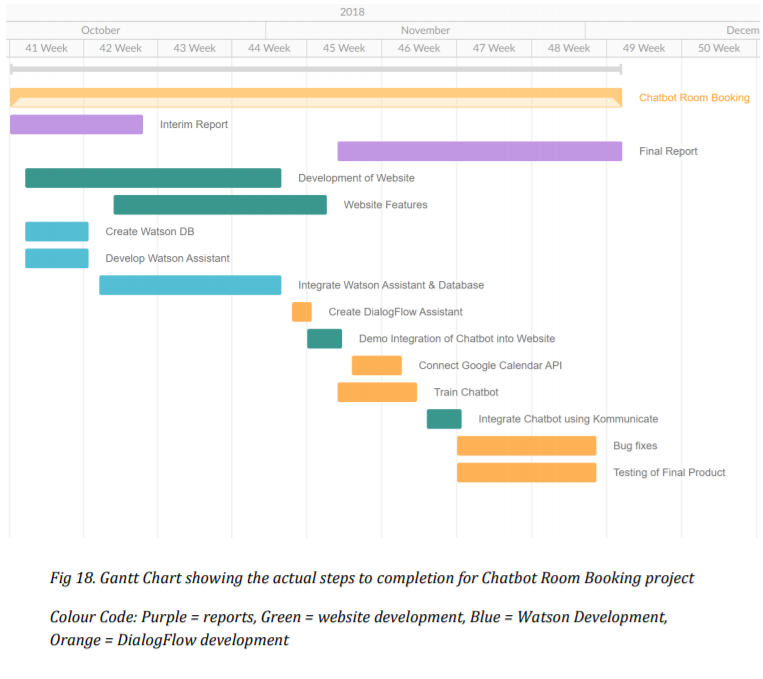 2018
October November Decem
41 Week 42 Week 43 Week 44 Week 45 Week 46 Week 47 Week 48 Week 49 Week 50 Week
Chatbot Room Booking
Interim Report
Final Report
Development of Website
Website Features
Create Watson DB
Develop Watson Assistant
Integrate Watson Assistant & Database
Create DialogFlow Assistant
Demo Integration of Chatbot into Website
Connect Google Calendar API
Train Chatbot
Integrate Chatbot using Kommunicate
Bug fixes
Testing of Final Product
Fig 18. Gantt Chart showing the actual steps to completion for Chatbot Room Booking project
Colour Code: Purple = reports, Green = website development, Blue = Watson Development,
Orange = DialogFlow development